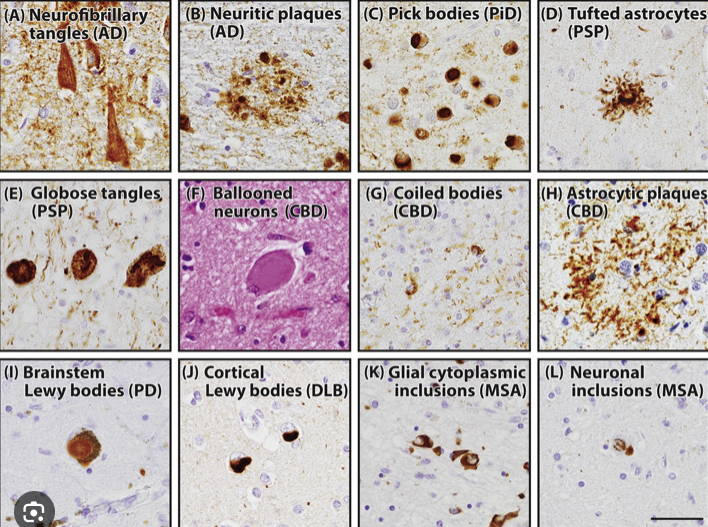 (A) Neurofibrillary
tangles (AD)
(B) Neuritic plaques
(AD)
(C) Pick bodies (PiD)
(D) Tufted astrocytes
(PSP)
(E) Globose tangles
(PSP)
(F) Ballooned
neurons (CBD)
(G) Coiled bodies
(CBD)
(H) Astrocytic plaques
(CBD)
(I) Brainstem
Lewy bodies (PD)
(J) Cortical
Lewy bodies (DLB)
(K) Glial cytoplasmic
inclusions (MSA)
(L) Neuronal
inclusions (MSA)